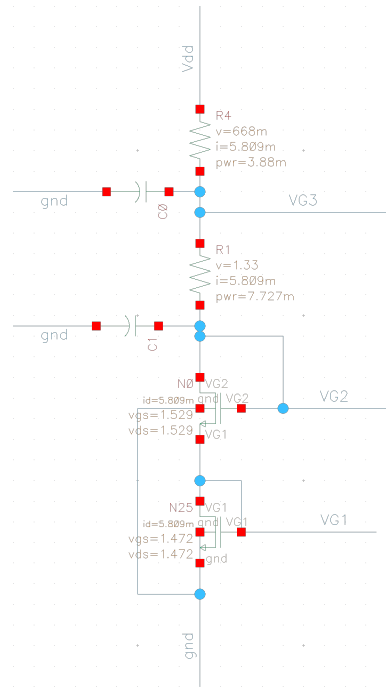 Vdd
R4
v=668m
i=5.809m
pwr=3.88m
gnd
C0
VG3
R1
v=1.33
i=5.809m
pwr=7.727m
gnd
C1
N0 VG2
id=5.809m gnd VG2
vgs=1.529
vds=1.529
VG1
VG2
N25 VG1
id=5.809m gnd VG1
vgs=1.472
vds=1.472
gnd
VG1
gnd